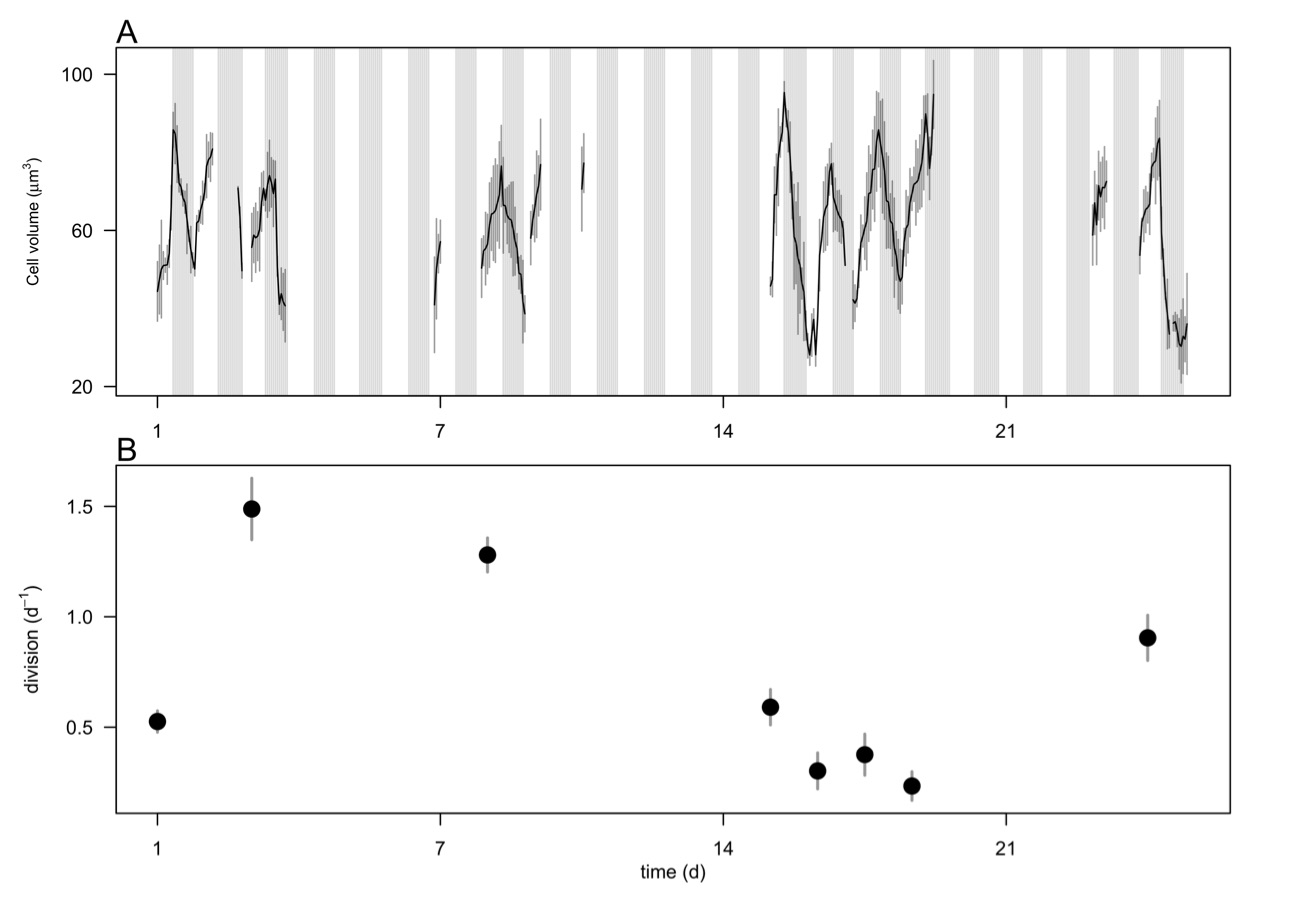 A
Cell volume (μm³)
100
60
20
1 7 14 21
B
division (d⁻¹)
1.5
1.0
0.5
1 7 14 21
time (d)